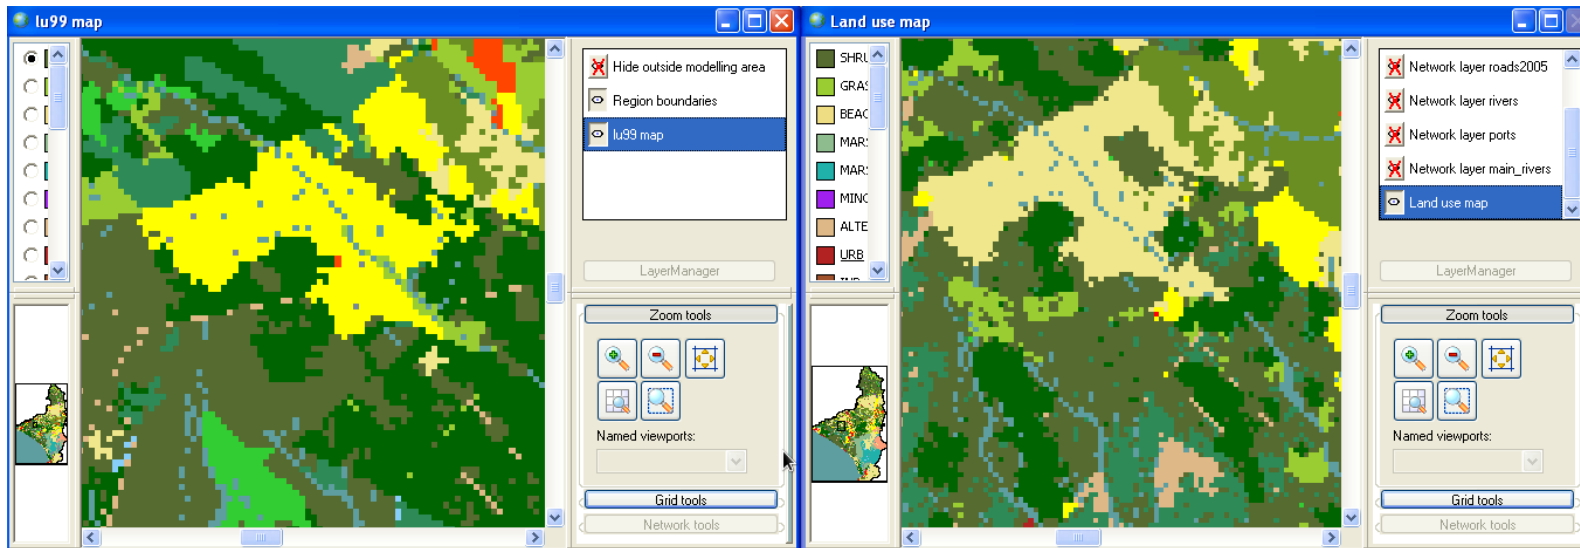 lu99 map
Hide outside modelling area
Region boundaries
lu99 map
LayerManager
Zoom tools
Named viewports:
Grid tools
Network tools
Land use map
SHRU
GRAS
BEAC
MARS
MARS
MINC
ALTE
URB
Network layer roads2005
Network layer rivers
Network layer ports
Network layer main_rivers
Land use map
LayerManager
Zoom tools
Named viewports:
Grid tools
Network tools